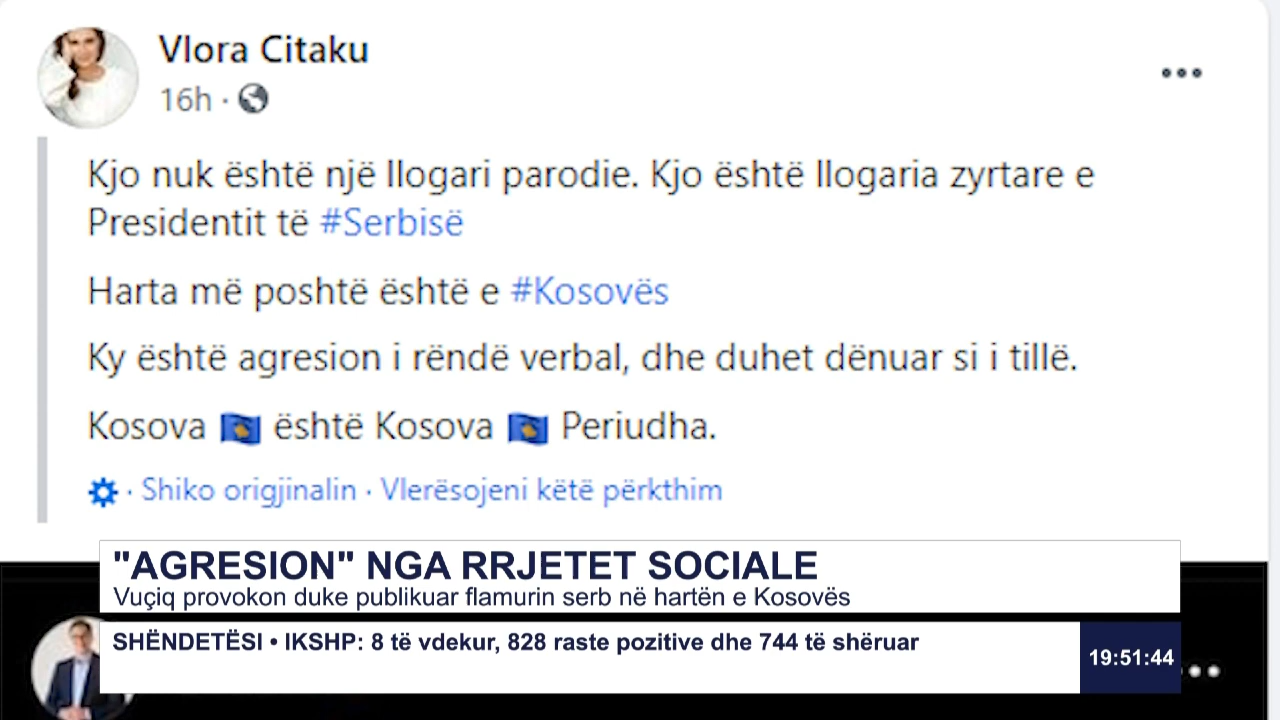 Vlora Citaku
16h ·
Kjo nuk është një llogari parodie. Kjo është llogaria zyrtare e
Presidentit të #Serbisë
Harta më poshtë është e #Kosovës
Ky është agresion i rëndë verbal, dhe duhet dënuar si i tillë.
Kosova 🇽🇰 është Kosova 🇽🇰 Periudha.
· Shiko origjinalin · Vlerësojeni këtë përkthim
"AGRESION" NGA RRJETET SOCIALE
Vuçiq provokon duke publikuar flamurin serb në hartën e Kosovës
SHËNDETËSI • IKSHP: 8 të vdekur, 828 raste pozitive dhe 744 të shëruar
19:51:44